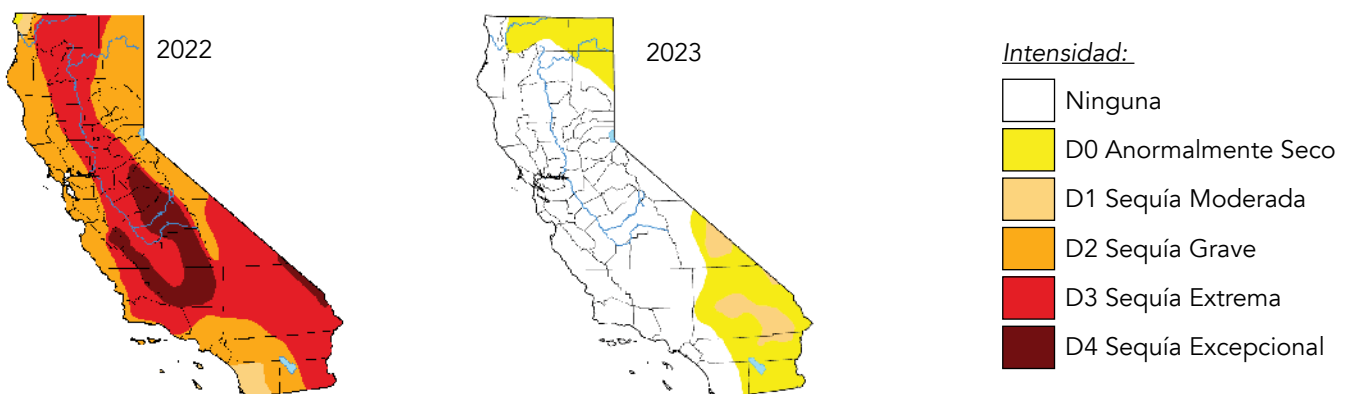 2022
2023
Intensidad:
Ninguna
D0 Anormalmente Seco
D1 Sequía Moderada
D2 Sequía Grave
D3 Sequía Extrema
D4 Sequía Excepcional